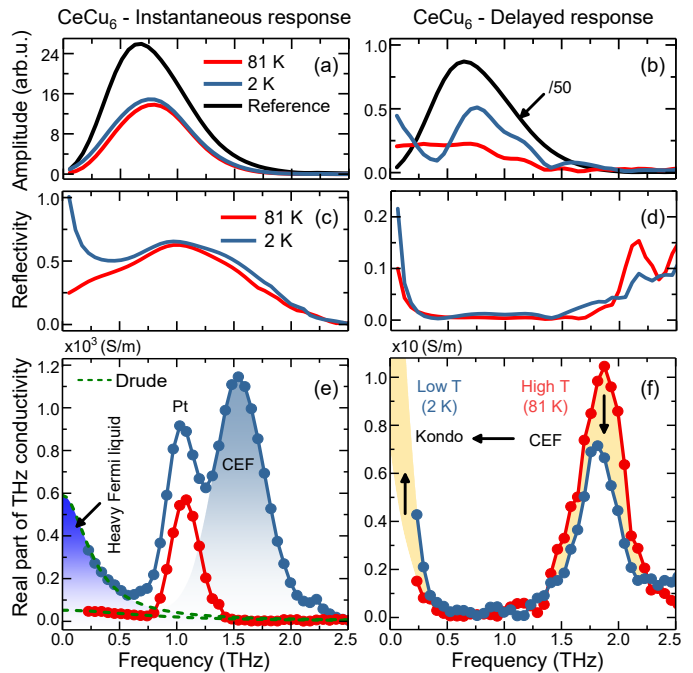 CeCu₆ - Instantaneous response
CeCu₆ - Delayed response
Amplitude (arb.u.)
24
16
8
0
(a)
81 K
2 K
Reference
1.0
0.5
0.0
(b)
/50
Reflectivity
1.0
0.5
0.0
(c)
81 K
2 K
0.2
0.1
0.0
(d)
x10³ (S/m)
Real part of THz conductivity
1.2
1.0
0.8
0.6
0.4
0.2
0.0
Drude
(e)
Pt
CEF
Heavy Fermi liquid
0.0
0.5
1.0
1.5
2.0
2.5
Frequency (THz)
x10 (S/m)
1.0
0.8
0.6
0.4
0.2
0.0
Low T
(2 K)
High T
(81 K)
(f)
Kondo
CEF
0.0
0.5
1.0
1.5
2.0
2.5
Frequency (THz)